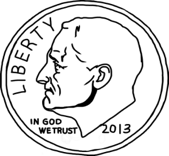 LIBERTY
IN GOD
WE TRUST
2013